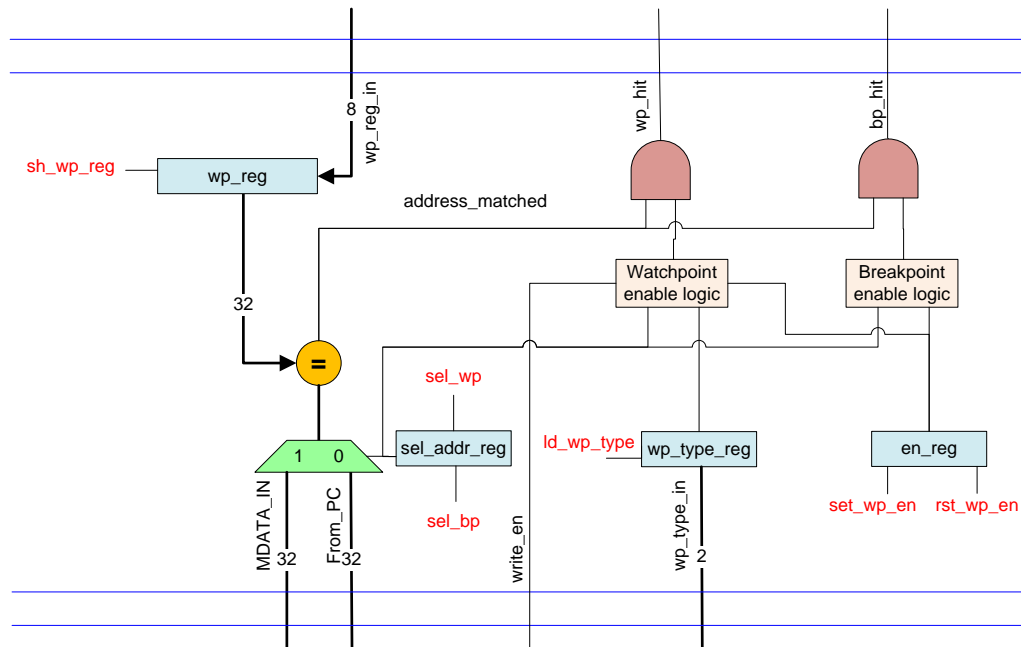 8
wp_reg_in
wp_hit
bp_hit
sh_wp_reg
wp_reg
address_matched
Watchpoint
enable logic
Breakpoint
enable logic
32
=
sel_wp
1 0
sel_addr_reg
ld_wp_type
wp_type_reg
en_reg
sel_bp
set_wp_en
rst_wp_en
MDATA_IN
32
From_PC
32
write_en
wp_type_in
2